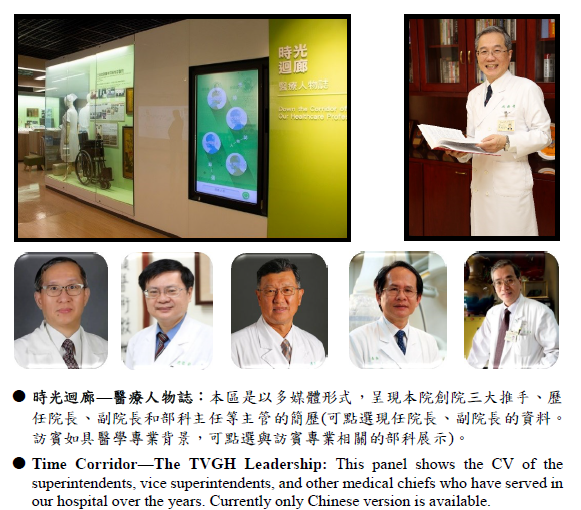 時光
迴廊
醫療人物誌
Down the Corridor of
Our Healthcare Profes
● 時光迴廊—醫療人物誌：本區是以多媒體形式，呈現本院創院三大推手、歷
任院長、副院長和部科主任等主管的簡歷(可點選現任院長、副院長的資料。
訪賓如具醫學專業背景，可點選與訪賓專業相關的部科展示)。
● Time Corridor—The TVGH Leadership: This panel shows the CV of the
superintendents, vice superintendents, and other medical chiefs who have served in
our hospital over the years. Currently only Chinese version is available.